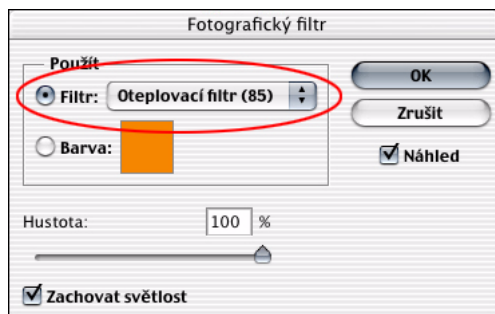 Fotografický filtr
Použít
Filtr: Oteplovací filtr (85)
Barva:
OK
Zrušit
Náhled
Hustota: 100 %
Zachovat světlost